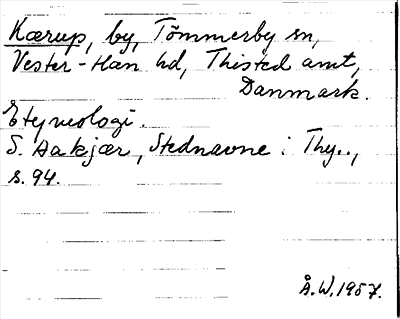 Kærup, by, Tömmerby sn,
Vester-Han hd, Thisted amt,
Danmark.
Etymologi.
S. Aakjær, Stednavne i Thy..,
s. 94.
Å.W. 1957.